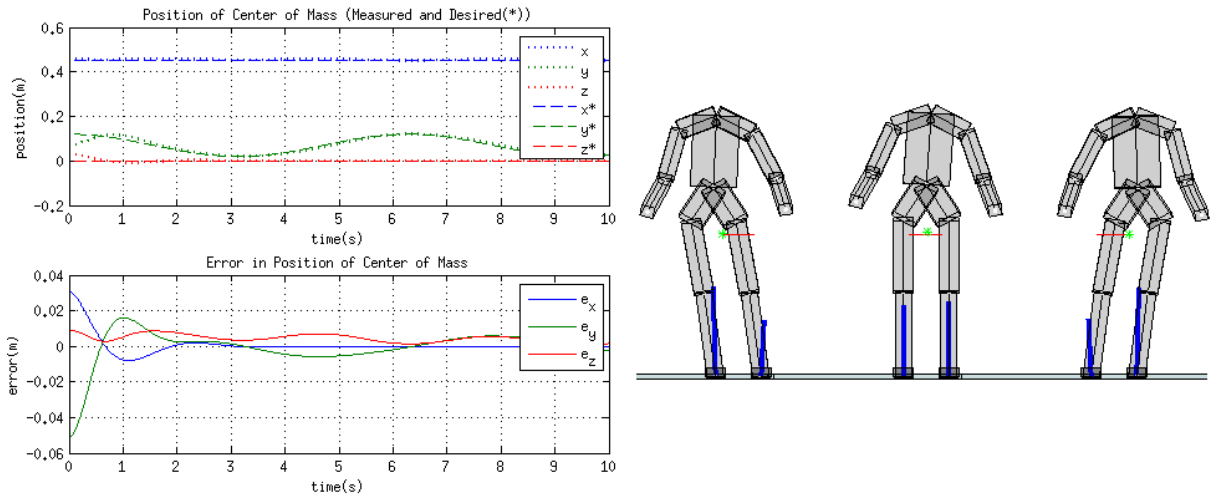 Position of Center of Mass (Measured and Desired(*))
0.6
0.4
0.2
0
-0.2
position(m)
x
y
z
x*
y*
z*
0 1 2 3 4 5 6 7 8 9 10
time(s)
Error in Position of Center of Mass
0.04
0.02
0
-0.02
-0.04
-0.06
error(m)
e_x
e_y
e_z
0 1 2 3 4 5 6 7 8 9 10
time(s)